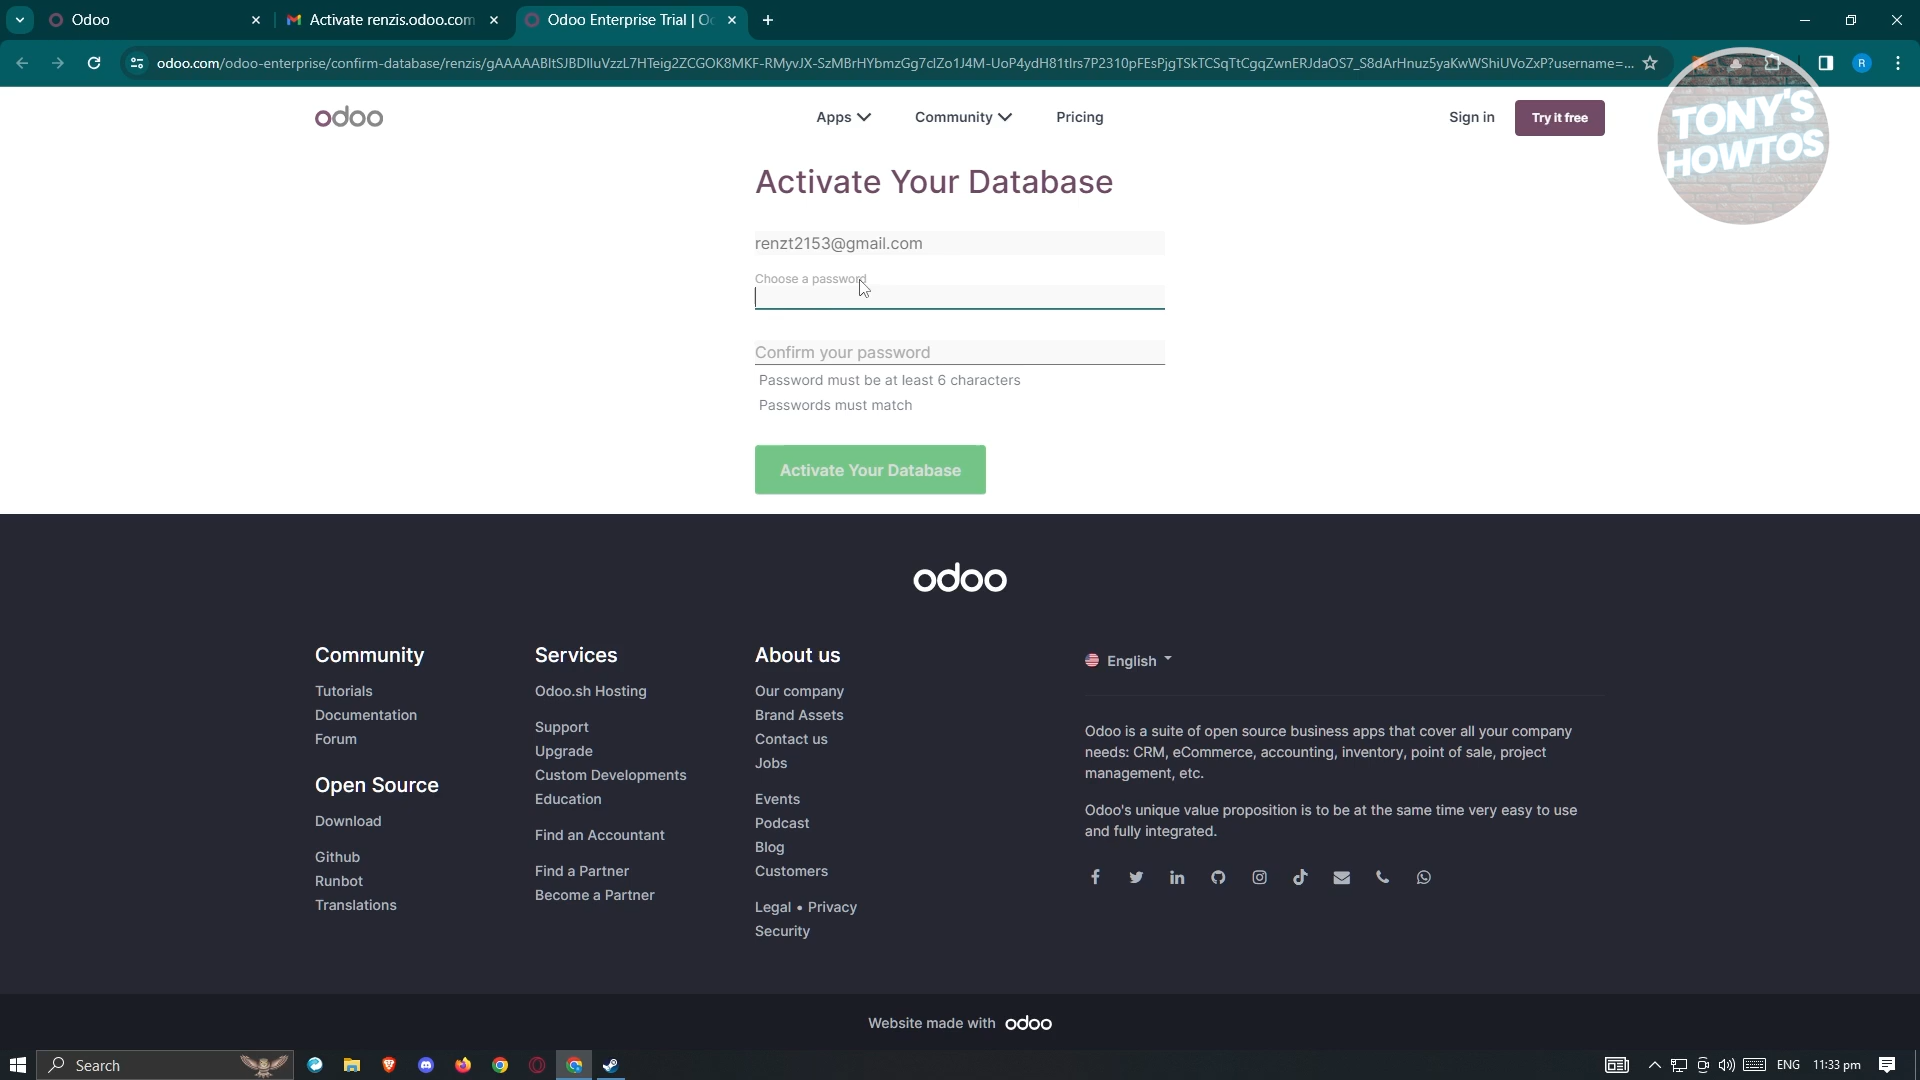 Odoo
Activate renzis.odoo.com
Odoo Enterprise Trial | Oc
odoo.com/odoo-enterprise/confirm-database/renzis/
R
odoo
Apps
Community
Pricing
Sign in
Try it free
TONY'S
HOWTOS
Activate Your Database
renzt2153@gmail.com
Choose a password
Confirm your password
Password must be at least 6 characters
Passwords must match
Activate Your Database
odoo
Community
Tutorials
Documentation
Forum
Open Source
Download
Github
Runbot
Translations
Services
Odoo.sh Hosting
Support
Upgrade
Custom Developments
Education
Find an Accountant
Find a Partner
Become a Partner
About us
Our company
Brand Assets
Contact us
Jobs
Events
Podcast
Blog
Customers
Legal • Privacy
Security
English
Odoo is a suite of open source business apps that cover all your company
needs: CRM, eCommerce, accounting, inventory, point of sale, project
management, etc.
Odoo's unique value proposition is to be at the same time very easy to use
and fully integrated.
Website made with odoo
Search
ENG
11:33 pm